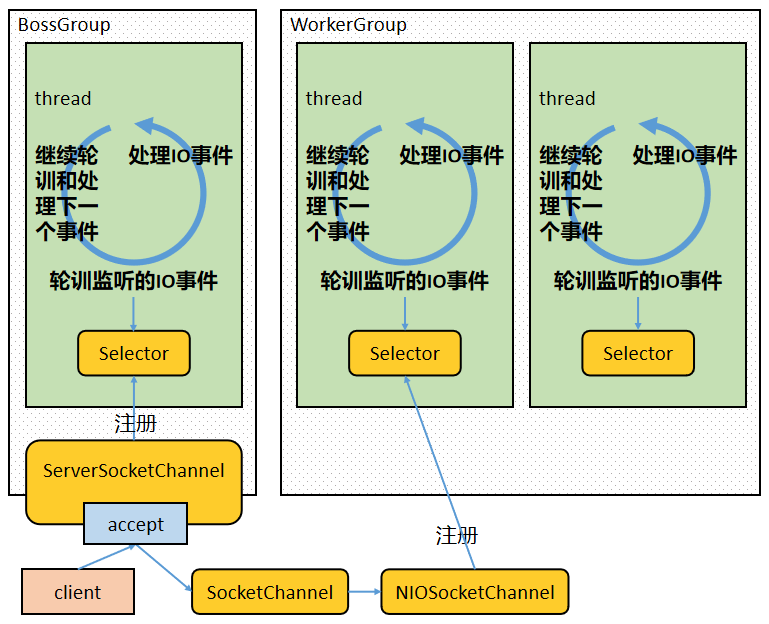 BossGroup
thread
继续轮
训和处
理下一
个事件
处理IO事件
轮训监听的IO事件
Selector
注册
ServerSocketChannel
accept
client
WorkerGroup
thread
继续轮
训和处
理下一
个事件
处理IO事件
轮训监听的IO事件
Selector
thread
继续轮
训和处
理下一
个事件
处理IO事件
轮训监听的IO事件
Selector
注册
SocketChannel
NIOSocketChannel